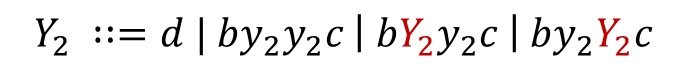 Y₂ ::= d | by₂y₂c | bY₂y₂c | by₂Y₂c